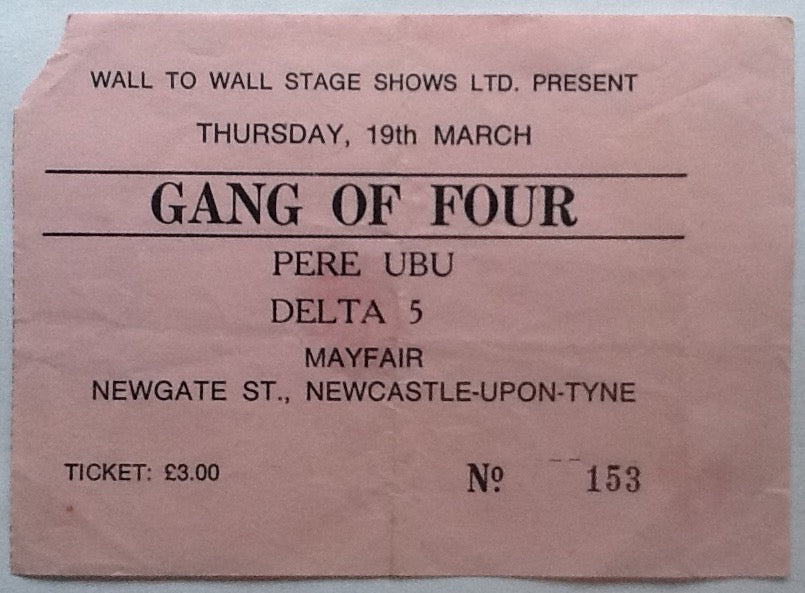 WALL TO WALL STAGE SHOWS LTD. PRESENT
THURSDAY, 19th MARCH
GANG OF FOUR
PERE UBU
DELTA 5
MAYFAIR
NEWGATE ST., NEWCASTLE-UPON-TYNE
TICKET: £3.00 Nº 153